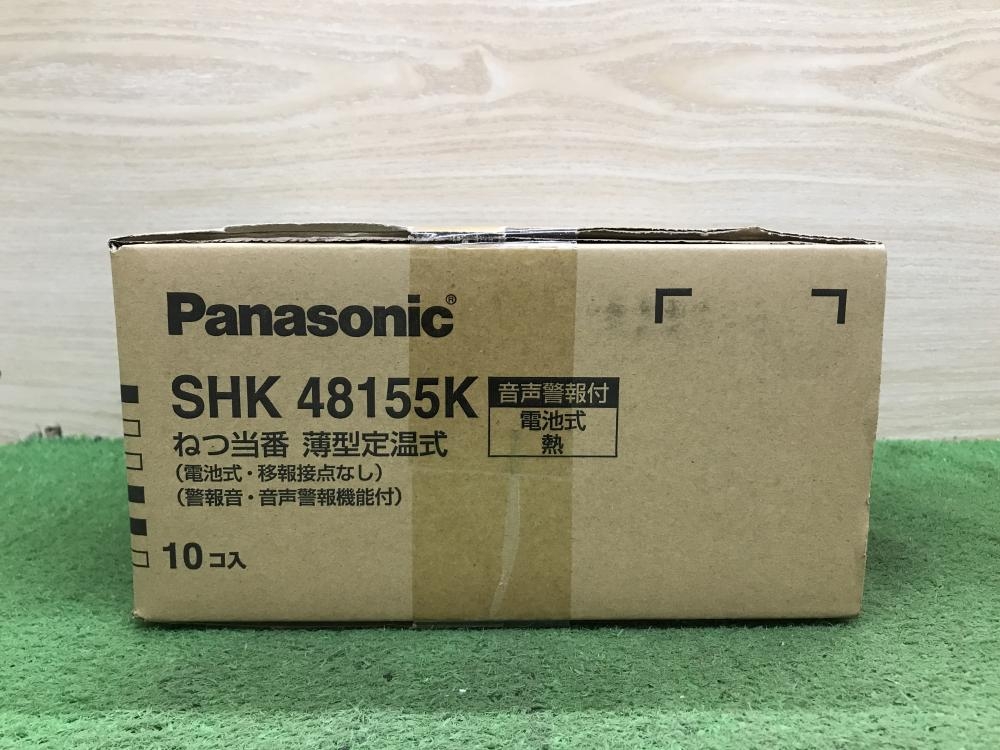 Panasonic®
SHK 48155K
音声警報付
電池式
熱
ねつ当番 薄型定温式
(電池式・移報接点なし)
(警報音・音声警報機能付)
10コ入